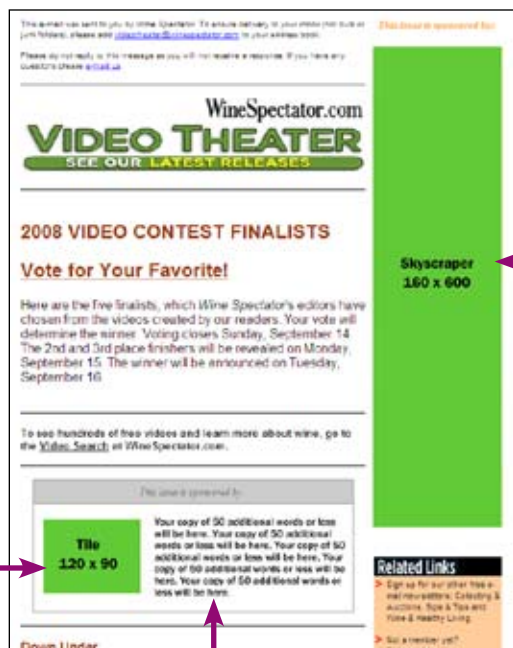 This e-mail was sent to you by Wine Spectator. To ensure delivery to your inbox (not bulk or
junk folders), please add videotheater@winespectator.com to your address book.
Please do not reply to this message as you will not receive a response. If you have any
questions please e-mail us
WineSpectator.com
VIDEO THEATER
SEE OUR LATEST RELEASES
2008 VIDEO CONTEST FINALISTS
Vote for Your Favorite!
Here are the five finalists, which Wine Spectator's editors have
chosen from the videos created by our readers. Your vote will
determine the winner. Voting closes Sunday, September 14.
The 2nd and 3rd place finishers will be revealed on Monday,
September 15. The winner will be announced on Tuesday,
September 16.
To see hundreds of free videos and learn more about wine, go to
the Video Search at WineSpectator.com.
This issue is sponsored by
Tile
120 x 90
Your copy of 50 additional words or less
will be here. Your copy of 50 additional
words or less will be here. Your copy of 50
additional words or less will be here. Your
copy of 50 additional words or less will be
here. Your copy of 50 additional words or
less will be here.
Down Under
This issue is sponsored by:
Skyscraper
160 x 600
Related Links
> Sign up for our other free e-
mail newsletters: Collecting &
Auctions, Sips & Tips and
Wine & Healthy Living.
> Not a member yet?